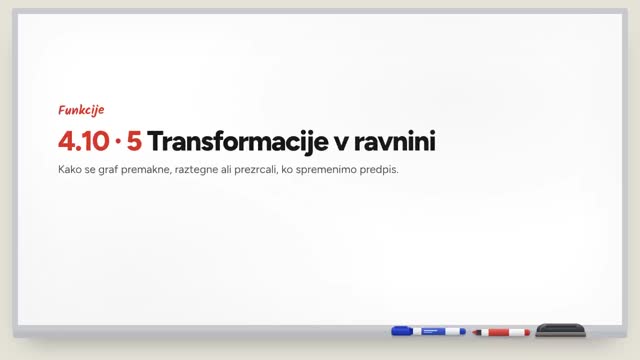 Funkcije
4.10 · 5 Transformacije v ravnini
Kako se graf premakne, raztegne ali prezrcali, ko spremenimo predpis.